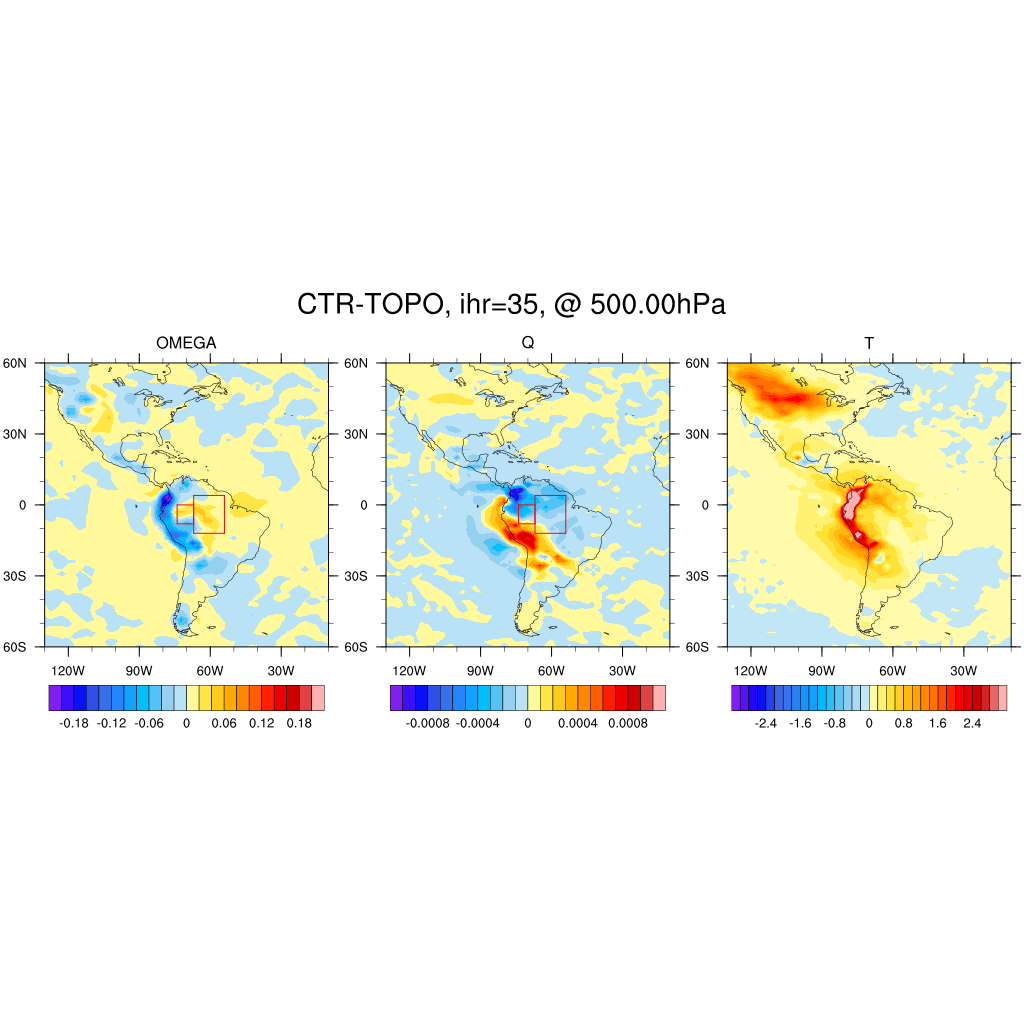 CTR-TOPO, ihr=35, @ 500.00hPa
OMEGA Q T
60N 60N 60N
30N 30N 30N
0 0 0
30S 30S 30S
60S 60S 60S
120W 90W 60W 30W 120W 90W 60W 30W 120W 90W 60W 30W
-0.18 -0.12 -0.06 0 0.06 0.12 0.18 -0.0008 -0.0004 0 0.0004 0.0008 -2.4 -1.6 -0.8 0 0.8 1.6 2.4